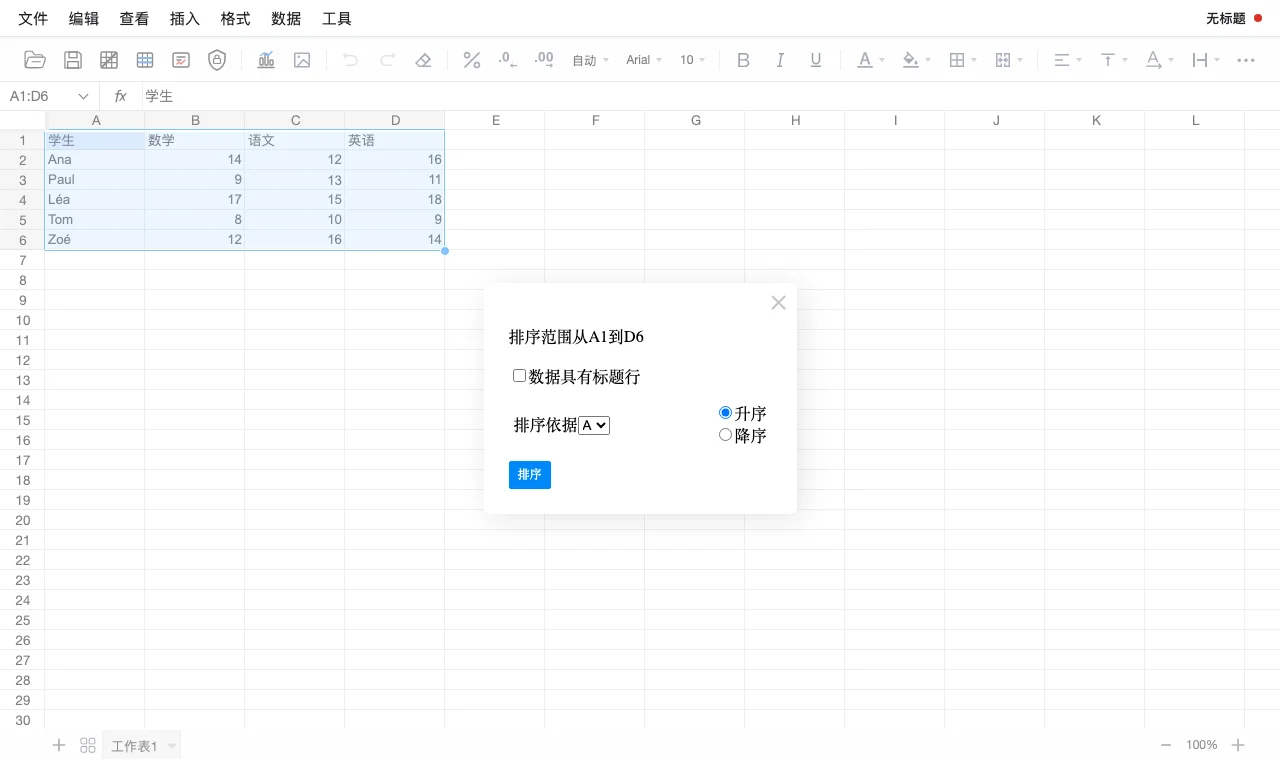 文件 编辑 查看 插入 格式 数据 工具 无标题
% .0 .00 自动 Arial 10 B I U A A
A1:D6 fx 学生
A B C D E F G H I J K L
1 学生 数学 语文 英语
2 Ana 14 12 16
3 Paul 9 13 11
4 Léa 17 15 18
5 Tom 8 10 9
6 Zoé 12 16 14
7
8
9
10
11
12
13
14
15
16
17
18
19
20
21
22
23
24
25
26
27
28
29
30
排序范围从A1到D6
数据具有标题行
排序依据 A 升序
降序
排序
工作表1 100%